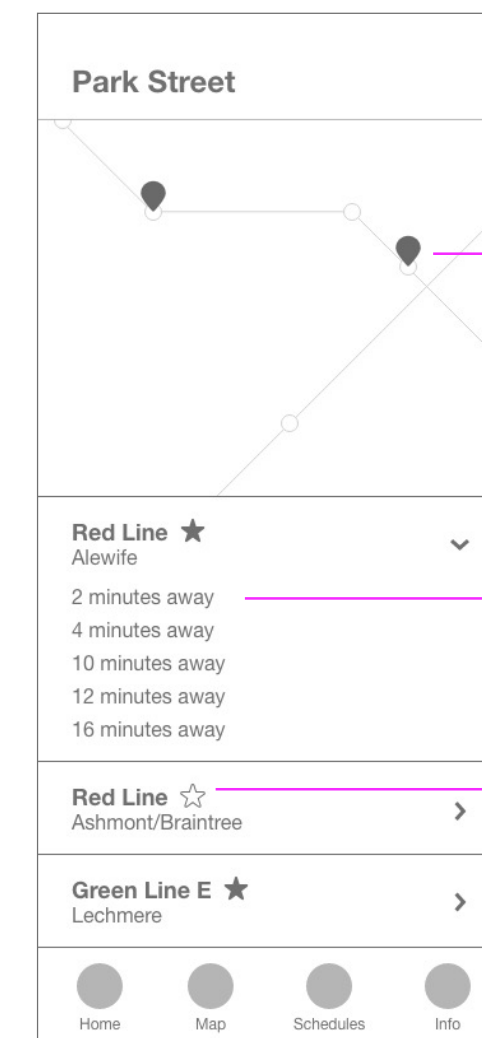 Park Street
Red Line
Alewife
2 minutes away
4 minutes away
10 minutes away
12 minutes away
16 minutes away
Red Line
Ashmont/Braintree
Green Line E
Lechmere
Home Map Schedules Info